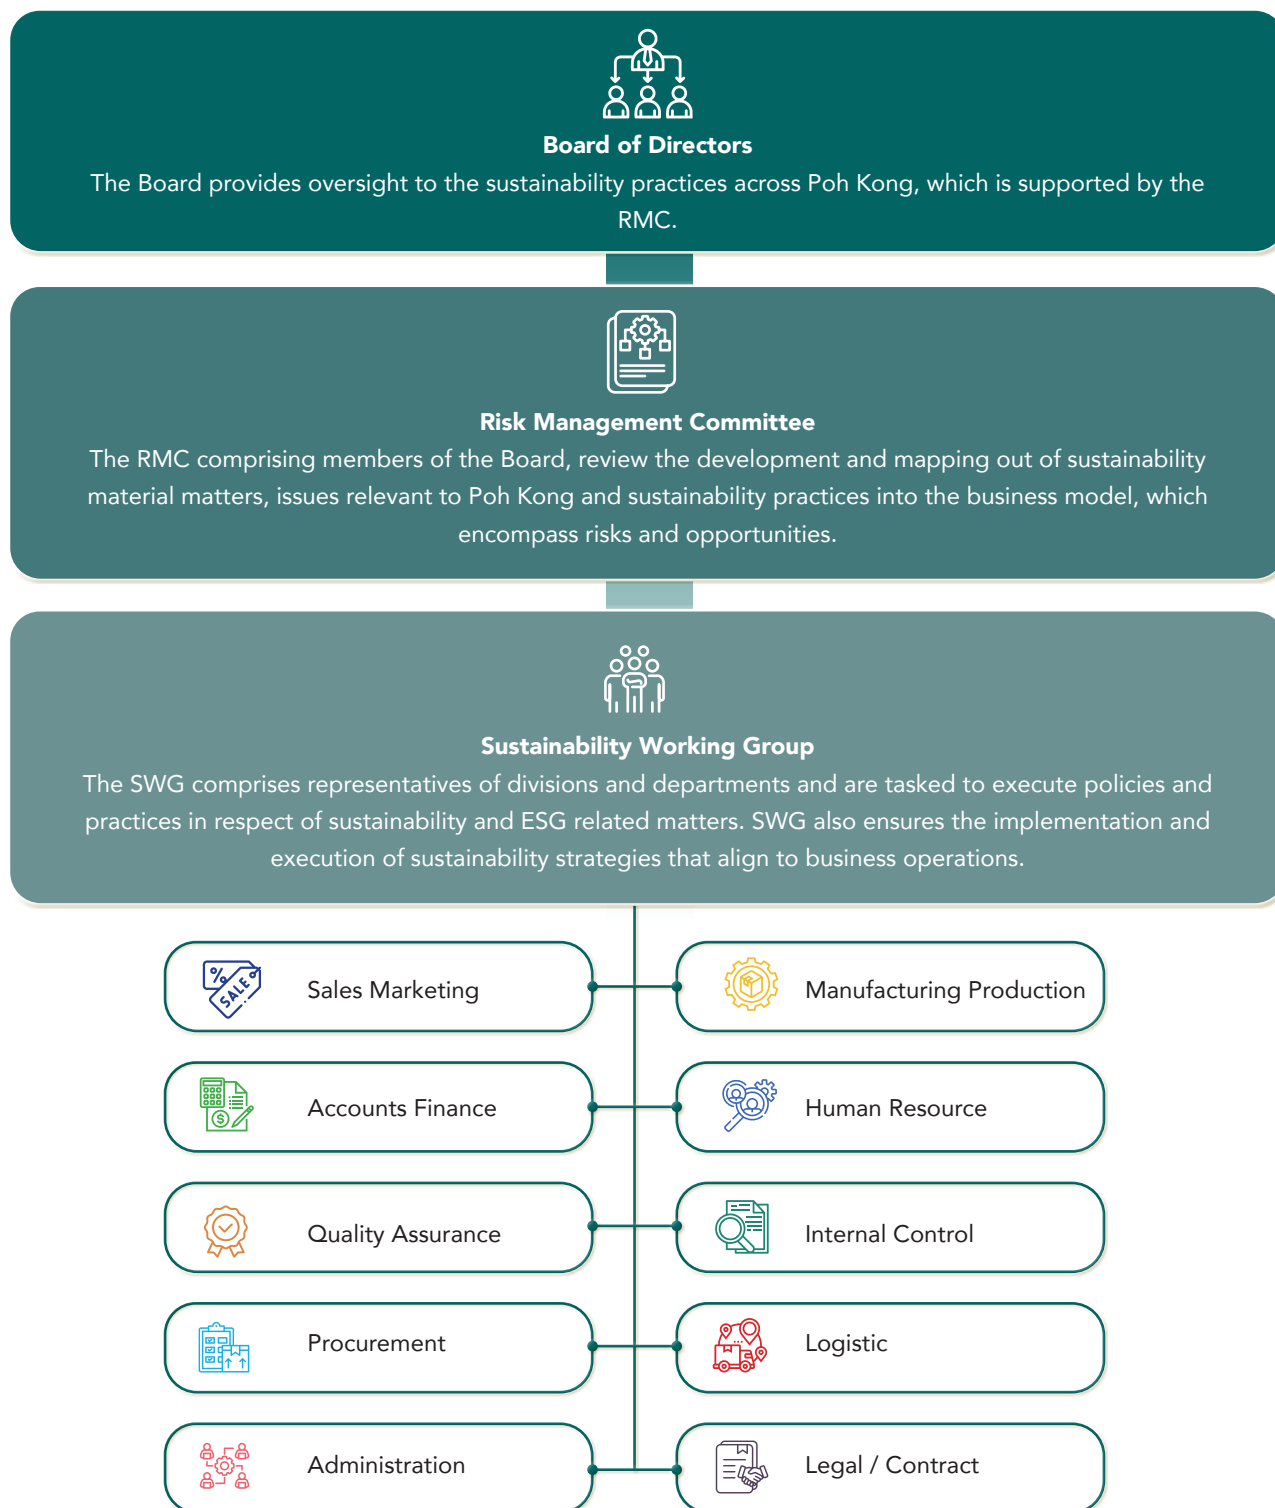 Board of Directors
The Board provides oversight to the sustainability practices across Poh Kong, which is supported by the
RMC.
Risk Management Committee
The RMC comprising members of the Board, review the development and mapping out of sustainability
material matters, issues relevant to Poh Kong and sustainability practices into the business model, which
encompass risks and opportunities.
Sustainability Working Group
The SWG comprises representatives of divisions and departments and are tasked to execute policies and
practices in respect of sustainability and ESG related matters. SWG also ensures the implementation and
execution of sustainability strategies that align to business operations.
%
SALE
Sales Marketing
Manufacturing Production
$
Accounts Finance
Human Resource
Quality Assurance
Internal Control
Procurement
Logistic
Administration
Legal / Contract